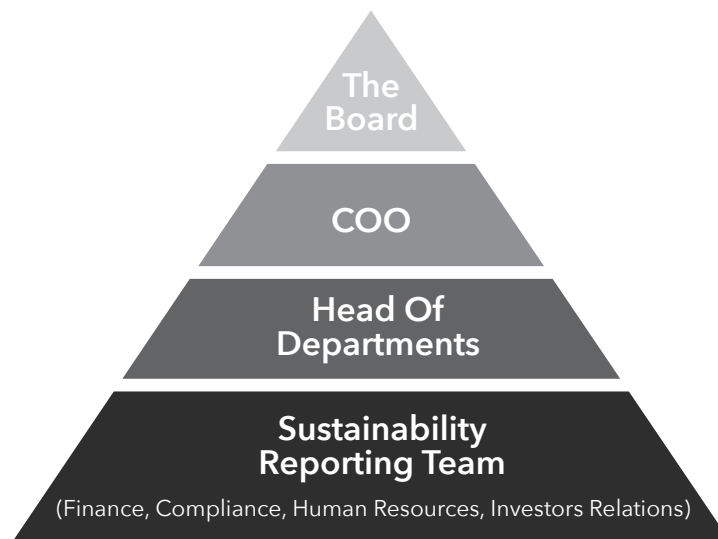 The
Board
COO
Head Of
Departments
Sustainability
Reporting Team
(Finance, Compliance, Human Resources, Investors Relations)